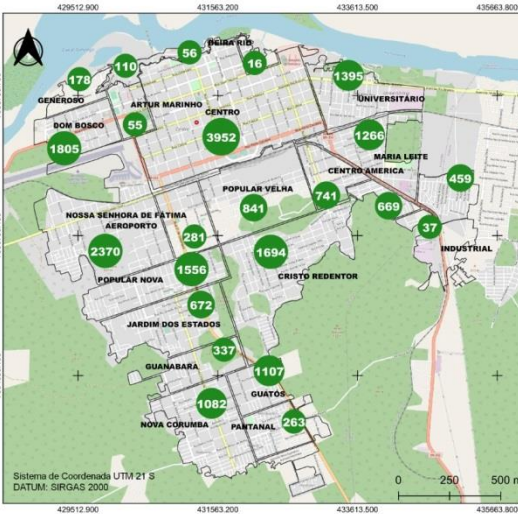 429512.900 431563.200 433613.500 435663.800
BEIRA RIO
56
110
16
178
1395
GENEROSO
ARTUR MARINHO
UNIVERSITÁRIO
CENTRO
55
DOM BOSCO
3952
1266
1805
MARIA LEITE
CENTRO AMERICA
459
POPULAR VELHA
741
841
669
NOSSA SENHORA DE FÁTIMA
AEROPORTO
37
281
2370
1694
INDUSTRIAL
1556
POPULAR NOVA
CRISTO REDENTOR
672
JARDIM DOS ESTADOS
337
GUANABARA
1107
GUATÓS
1082
263
NOVA CORUMBA
PANTANAL
Sistema de Coordenada UTM 21 S
DATUM: SIRGAS 2000
0 250 500 m
429512.900 431563.200 433613.500 435663.800